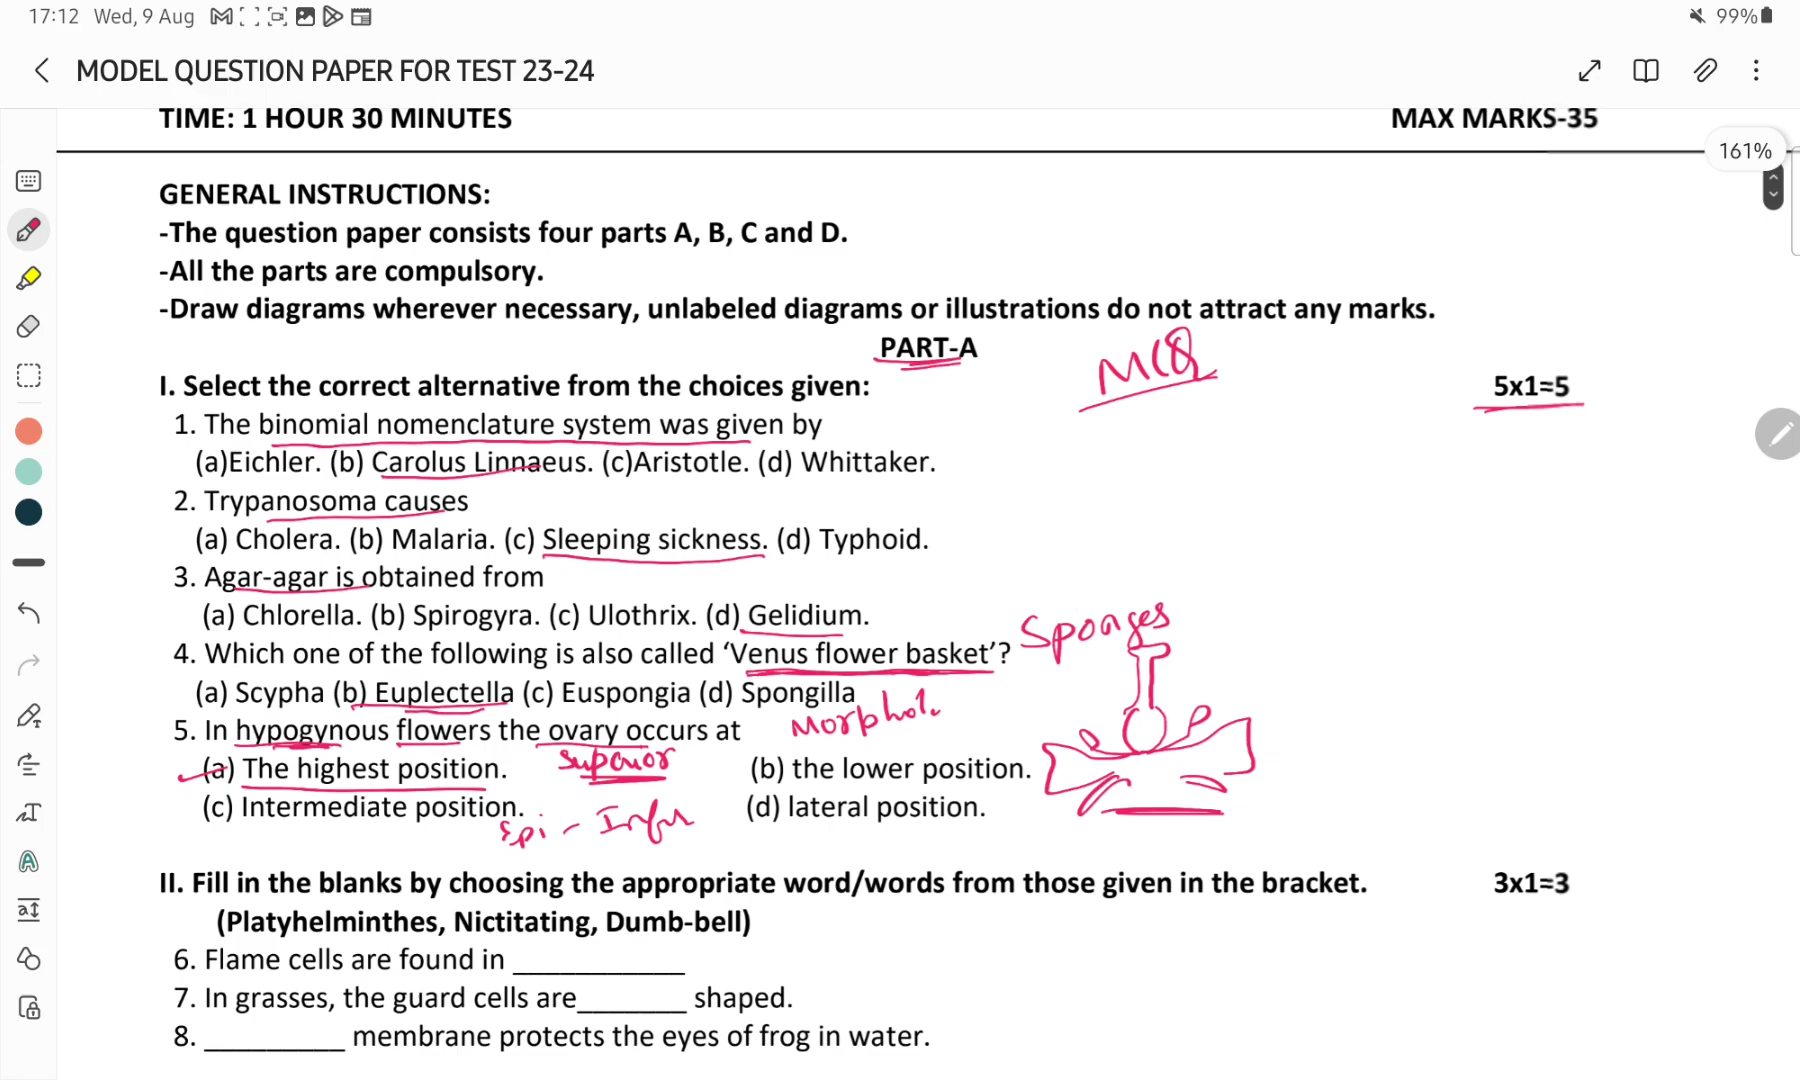 17:12 Wed, 9 Aug
99%
MODEL QUESTION PAPER FOR TEST 23-24
TIME: 1 HOUR 30 MINUTES MAX MARKS-35
161%
GENERAL INSTRUCTIONS:
-The question paper consists four parts A, B, C and D.
-All the parts are compulsory.
-Draw diagrams wherever necessary, unlabeled diagrams or illustrations do not attract any marks.
PART-A
MCQ
I. Select the correct alternative from the choices given: 5x1=5
1. The binomial nomenclature system was given by
(a)Eichler. (b) Carolus Linnaeus. (c)Aristotle. (d) Whittaker.
2. Trypanosoma causes
(a) Cholera. (b) Malaria. (c) Sleeping sickness. (d) Typhoid.
3. Agar-agar is obtained from
(a) Chlorella. (b) Spirogyra. (c) Ulothrix. (d) Gelidium.
Sponges
4. Which one of the following is also called ‘Venus flower basket’?
(a) Scypha (b) Euplectella (c) Euspongia (d) Spongilla
Morphol.
5. In hypogynous flowers the ovary occurs at
(a) The highest position. superior (b) the lower position.
(c) Intermediate position. (d) lateral position.
Epi - Infer
II. Fill in the blanks by choosing the appropriate word/words from those given in the bracket. 3x1=3
(Platyhelminthes, Nictitating, Dumb-bell)
6. Flame cells are found in ___________
7. In grasses, the guard cells are_______ shaped.
8. _________ membrane protects the eyes of frog in water.